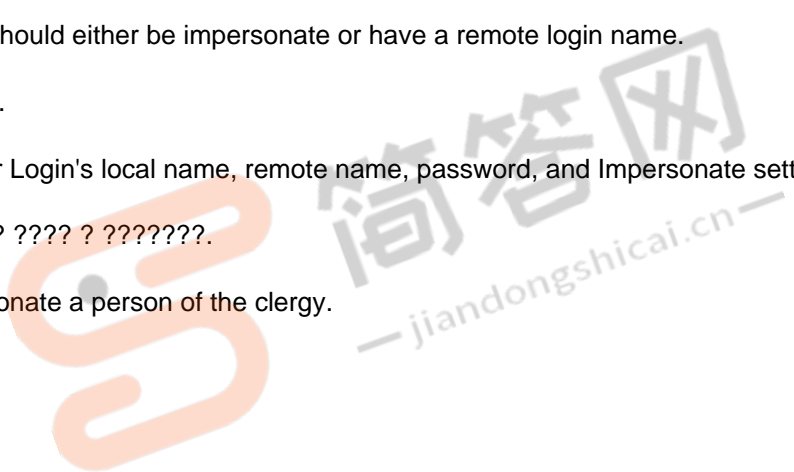 hould either be impersonate or have a remote login name.
.
r Login's local name, remote name, password, and Impersonate sett
? ???? ? ???????.
onate a person of the clergy.
简答网
jiandongshicai.cn